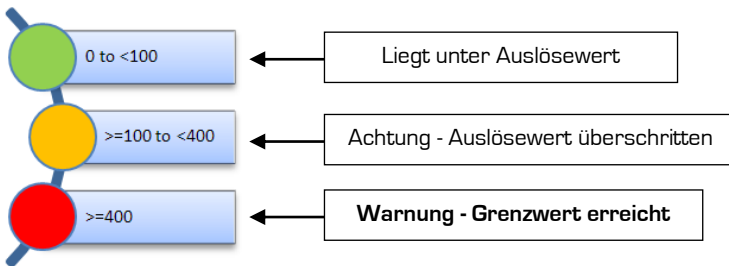 0 to <100
Liegt unter Auslösewert
>=100 to <400
Achtung - Auslösewert überschritten
>=400
Warnung - Grenzwert erreicht